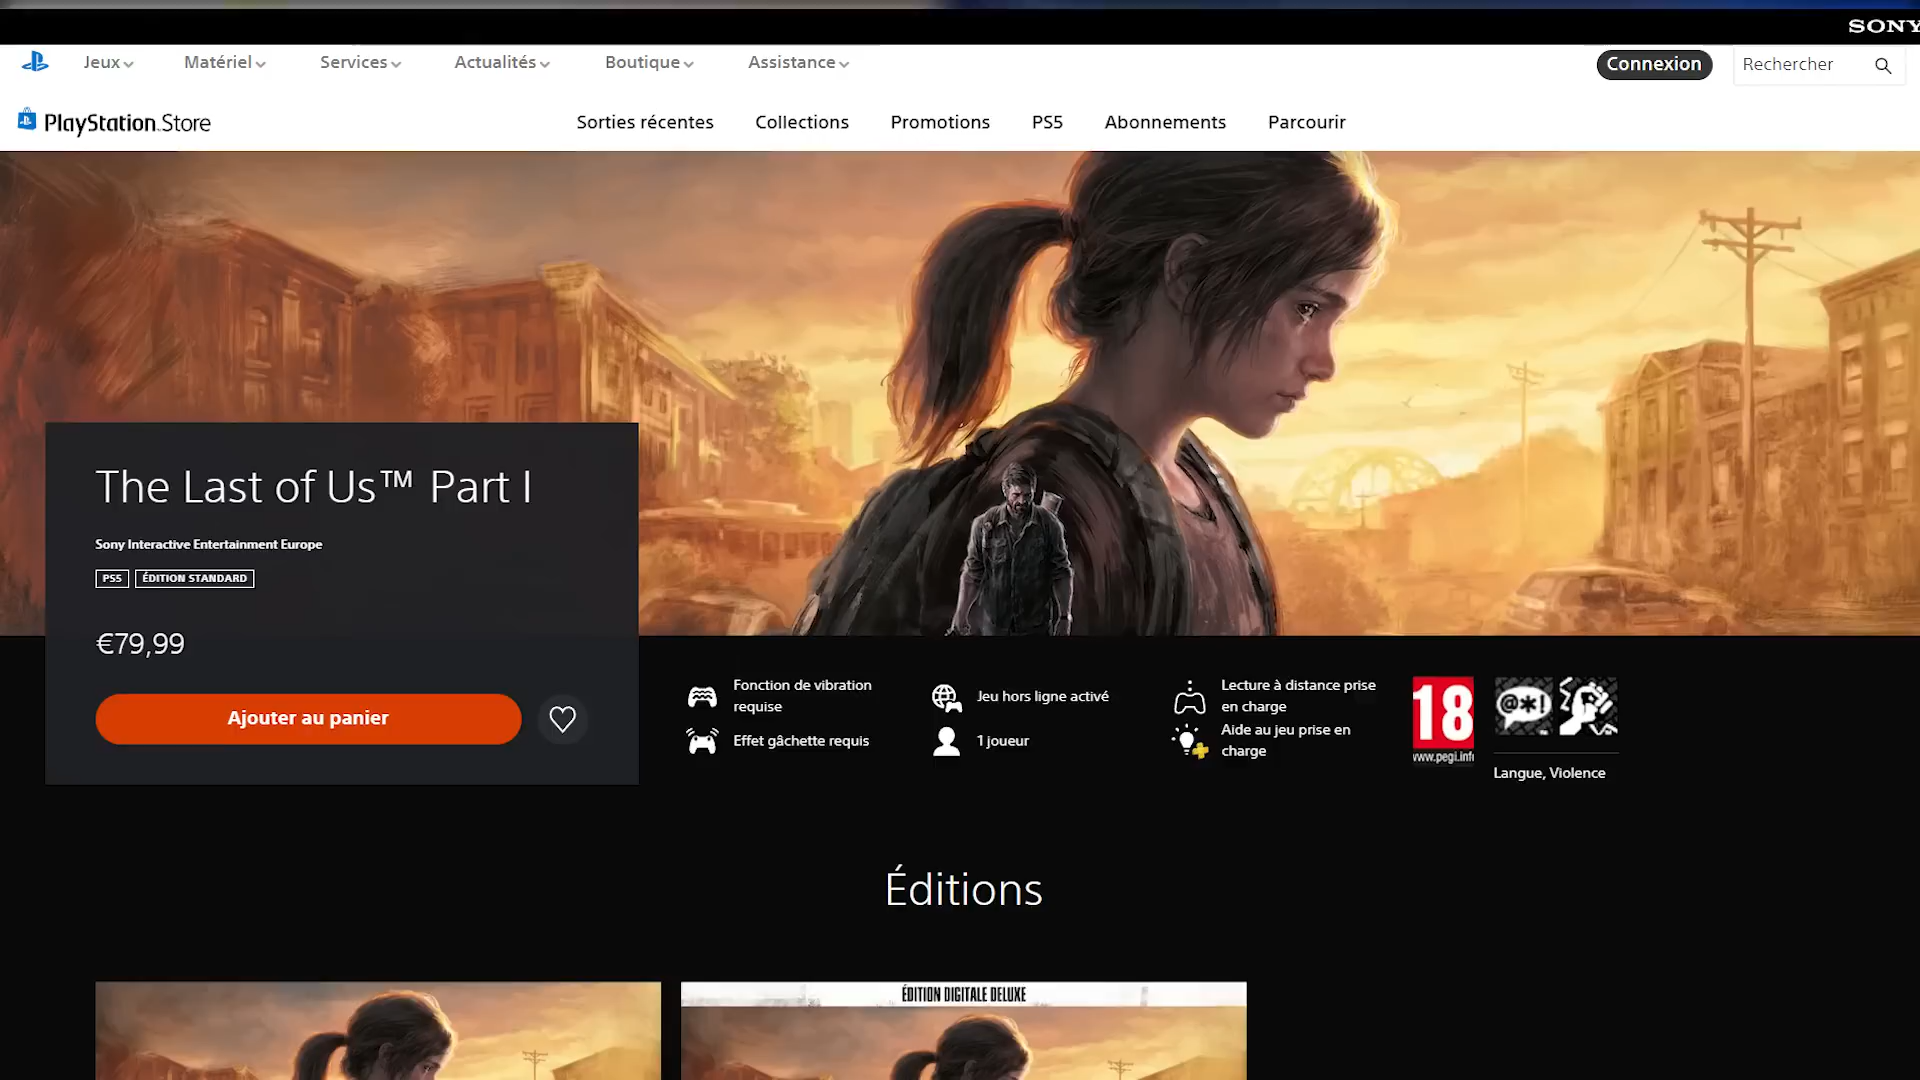 SONY
Jeux
Matériel
Services
Actualités
Boutique
Assistance
Connexion
Rechercher
PlayStation Store
Sorties récentes
Collections
Promotions
PS5
Abonnements
Parcourir
The Last of Us™ Part I
Sony Interactive Entertainment Europe
PS5
ÉDITION STANDARD
€79,99
Ajouter au panier
Fonction de vibration
requise
Effet gâchette requis
Jeu hors ligne activé
1 joueur
Lecture à distance prise
en charge
Aide au jeu prise en
charge
18
www.pegi.info
@*!
Langue, Violence
Éditions
ÉDITION DIGITALE DELUXE